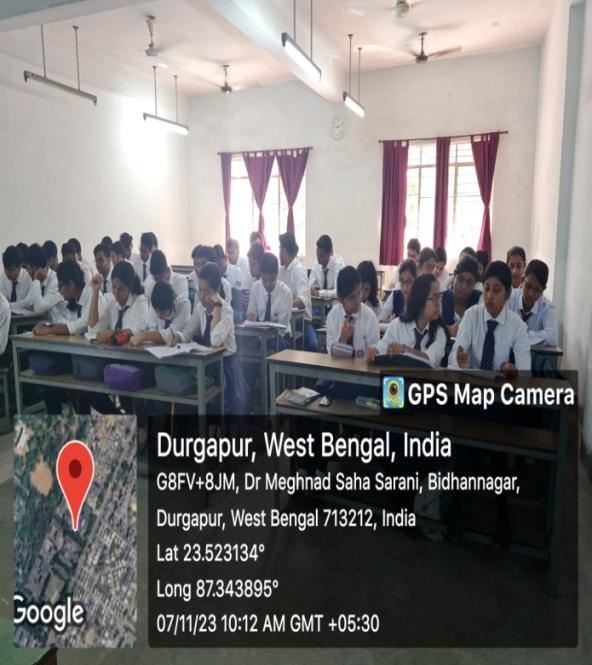 GPS Map Camera
Durgapur, West Bengal, India
G8FV+8JM, Dr Meghnad Saha Sarani, Bidhannagar,
Durgapur, West Bengal 713212, India
Lat 23.523134°
Long 87.343895°
07/11/23 10:12 AM GMT +05:30
Google